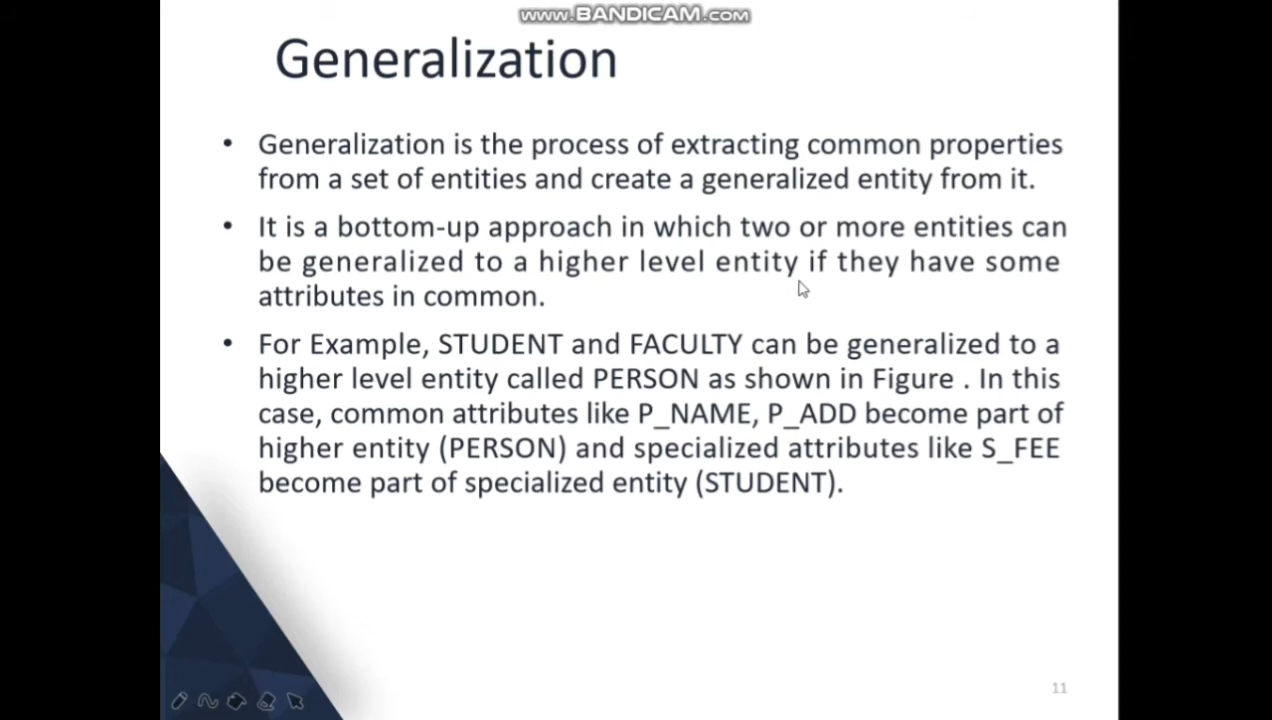 www.BANDICAM.com
Generalization
• Generalization is the process of extracting common properties
from a set of entities and create a generalized entity from it.
• It is a bottom-up approach in which two or more entities can
be generalized to a higher level entity if they have some
attributes in common.
• For Example, STUDENT and FACULTY can be generalized to a
higher level entity called PERSON as shown in Figure . In this
case, common attributes like P_NAME, P_ADD become part of
higher entity (PERSON) and specialized attributes like S_FEE
become part of specialized entity (STUDENT).
11